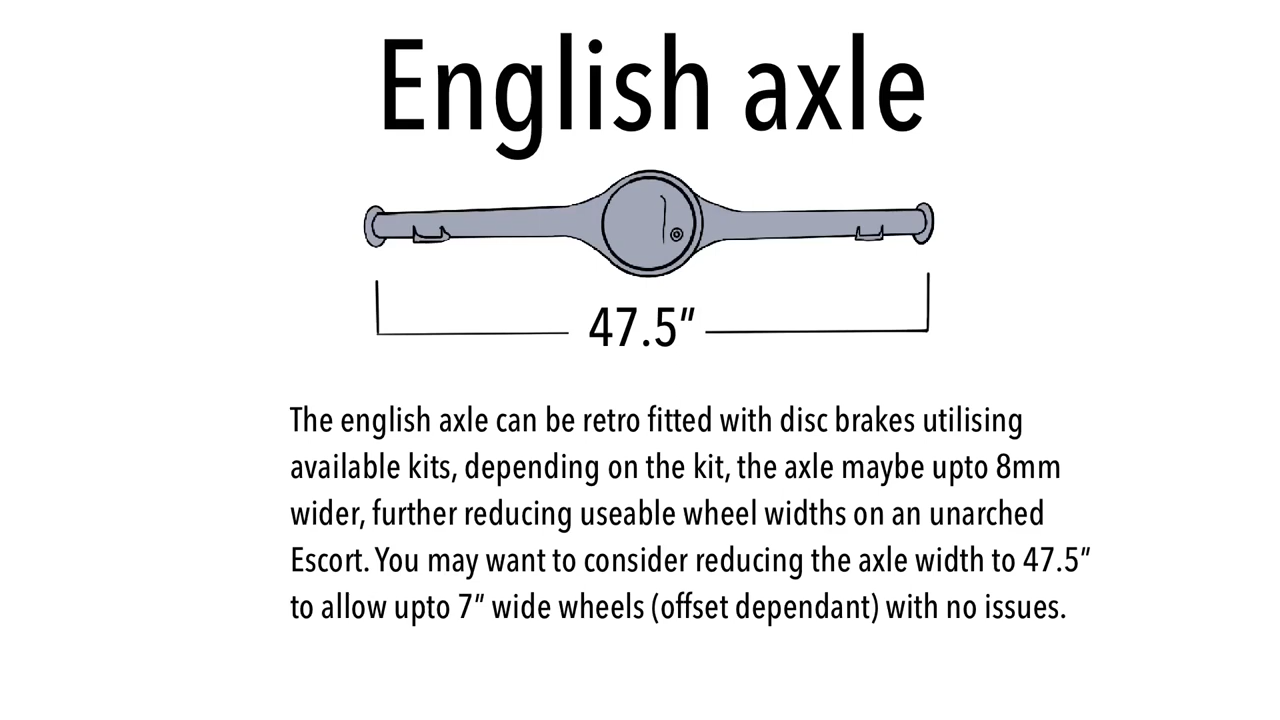 English axle
47.5”
The english axle can be retro fitted with disc brakes utilising
available kits, depending on the kit, the axle maybe upto 8mm
wider, further reducing useable wheel widths on an unarched
Escort. You may want to consider reducing the axle width to 47.5”
to allow upto 7” wide wheels (offset dependant) with no issues.